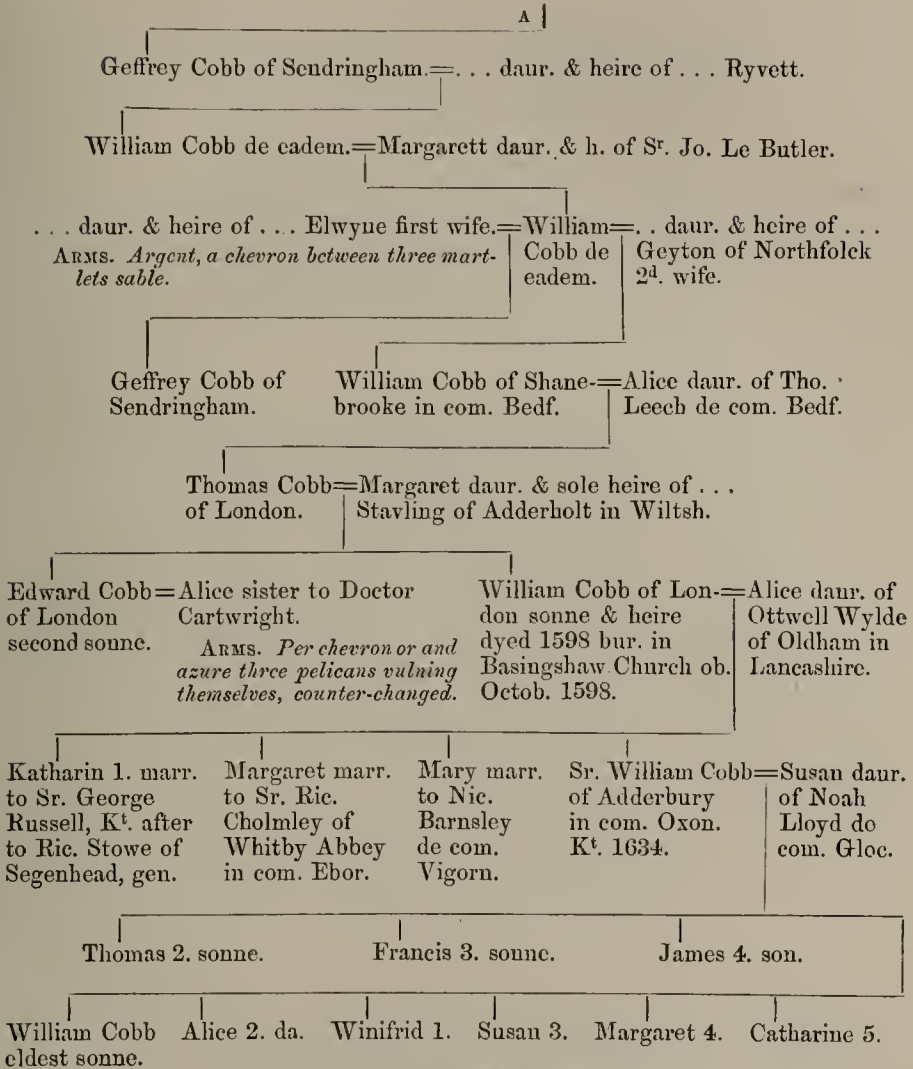 A
Geffrey Cobb of Sendringham.=. . . daur. & heire of . . . Ryvett.
William Cobb de eadem.=Margarett daur. & h. of Sr. Jo. Le Butler.
. . . daur. & heire of . . . Elwyne first wife.=William=. . daur. & heire of . . .
ARMS. Argent, a chevron between three mart- Cobb de Geyton of Northfolck
lets sable. eadem. 2d. wife.
Geffrey Cobb of William Cobb of Shane-=Alice daur. of Tho.
Sendringham. brooke in com. Bedf. Leech de com. Bedf.
Thomas Cobb=Margaret daur. & sole heire of . . .
of London. Stavling of Adderholt in Wiltsh.
Edward Cobb=Alice sister to Doctor
of London Cartwright.
second sonne.
ARMS. Per chevron or and
azure three pelicans vulning
themselves, counter-changed.
William Cobb of Lon-=Alice daur. of
don sonne & heire Ottwell Wylde
dyed 1598 bur. in of Oldham in
Basingshaw Church ob. Lancashire.
Octob. 1598.
Katharin 1. marr.
to Sr. George
Russell, Kt. after
to Ric. Stowe of
Segenhead, gen.
Margaret marr.
to Sr. Ric.
Cholmley of
Whitby Abbey
in com. Ebor.
Mary marr.
to Nic.
Barnsley
de com.
Vigorn.
Sr. William Cobb=Susan daur.
of Adderbury of Noah
in com. Oxon. Lloyd de
Kt. 1634. com. Gloc.
Thomas 2. sonne. Francis 3. sonne. James 4. son.
William Cobb Alice 2. da. Winifrid 1. Susan 3. Margaret 4. Catharine 5.
eldest sonne.